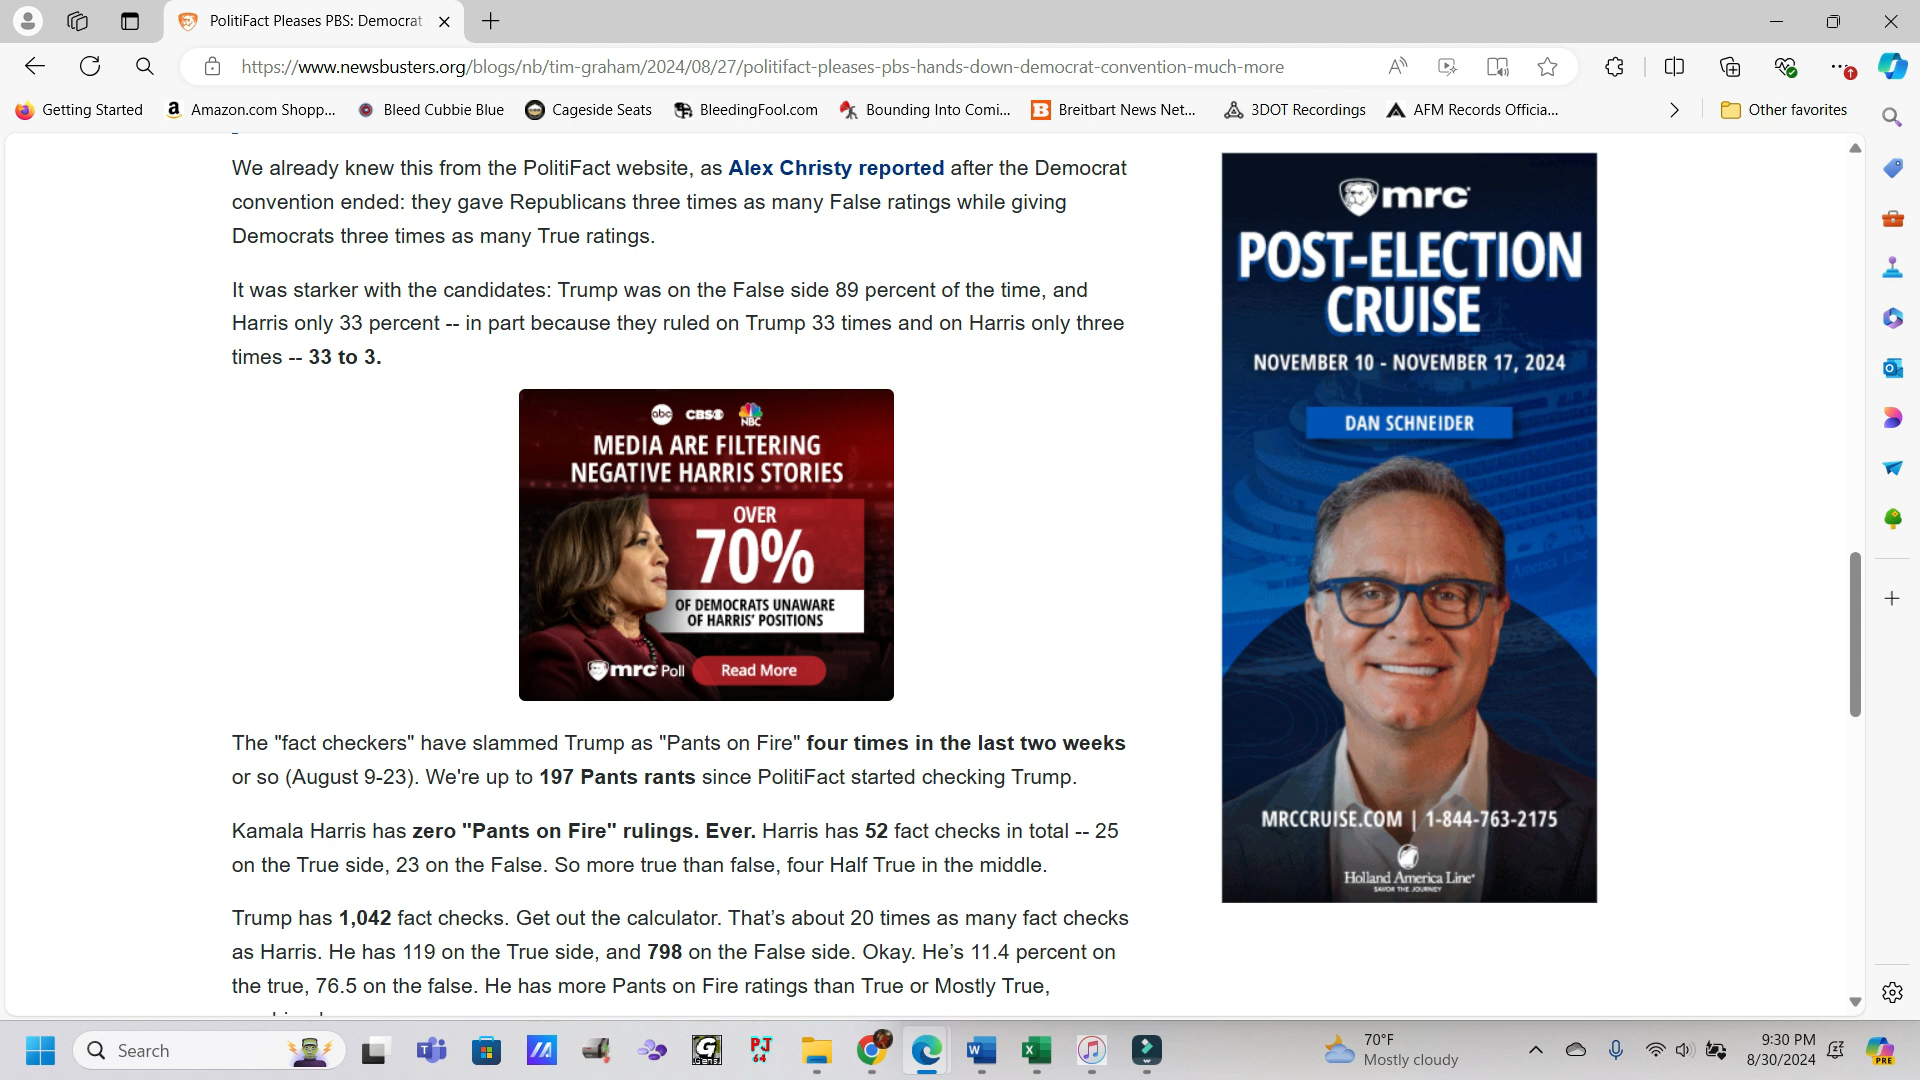 PolitiFact Pleases PBS: Democrat
https://www.newsbusters.org/blogs/nb/tim-graham/2024/08/27/politifact-pleases-pbs-hands-down-democrat-convention-much-more
Getting Started
Amazon.com Shopp...
Bleed Cubbie Blue
Cageside Seats
BleedingFool.com
Bounding Into Comi...
Breitbart News Net...
3DOT Recordings
AFM Records Officia...
Other favorites
We already knew this from the PolitiFact website, as Alex Christy reported after the Democrat
convention ended: they gave Republicans three times as many False ratings while giving
Democrats three times as many True ratings.
It was starker with the candidates: Trump was on the False side 89 percent of the time, and
Harris only 33 percent -- in part because they ruled on Trump 33 times and on Harris only three
times -- 33 to 3.
abc CBS NBC
MEDIA ARE FILTERING
NEGATIVE HARRIS STORIES
OVER
70%
OF DEMOCRATS UNAWARE
OF HARRIS' POSITIONS
mrc Poll
Read More
The "fact checkers" have slammed Trump as "Pants on Fire" four times in the last two weeks
or so (August 9-23). We're up to 197 Pants rants since PolitiFact started checking Trump.
Kamala Harris has zero "Pants on Fire" rulings. Ever. Harris has 52 fact checks in total -- 25
on the True side, 23 on the False. So more true than false, four Half True in the middle.
Trump has 1,042 fact checks. Get out the calculator. That’s about 20 times as many fact checks
as Harris. He has 119 on the True side, and 798 on the False side. Okay. He’s 11.4 percent on
the true, 76.5 on the false. He has more Pants on Fire ratings than True or Mostly True,
mrc
POST-ELECTION
CRUISE
NOVEMBER 10 - NOVEMBER 17, 2024
DAN SCHNEIDER
America Line
MRCCRUISE.COM | 1-844-763-2175
Holland America Line
SAVOR THE JOURNEY
Search
G
Gens
PJ
64
70°F
Mostly cloudy
9:30 PM
8/30/2024
PRE